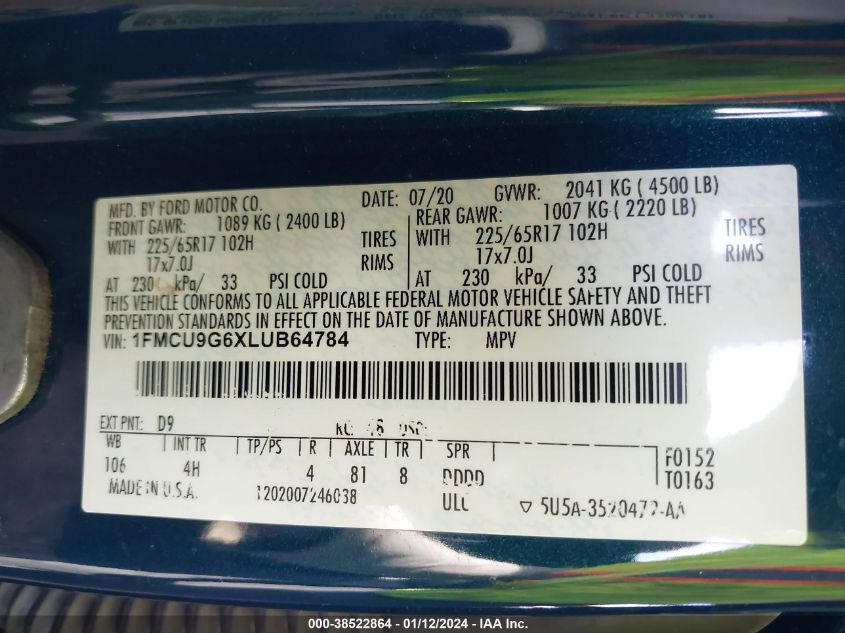 MFD. BY FORD MOTOR CO. DATE: 07/20 GVWR: 2041 KG ( 4500 LB)
FRONT GAWR: 1089 KG ( 2400 LB) REAR GAWR: 1007 KG ( 2220 LB)
WITH 225/65R17 102H TIRES WITH 225/65R17 102H TIRES
17x7.0J RIMS 17x7.0J RIMS
AT 230 kPa/ 33 PSI COLD AT 230 kPa/ 33 PSI COLD
THIS VEHICLE CONFORMS TO ALL APPLICABLE FEDERAL MOTOR VEHICLE SAFETY AND THEFT
PREVENTION STANDARDS IN EFFECT ON THE DATE OF MANUFACTURE SHOWN ABOVE.
VIN: 1FMCU9G6XLUB64784 TYPE: MPV
EXT PNT: D9 RC: 46
WB INT TR TP/PS R AXLE TR SPR F0152
106 4H 4 81 8 DDDD T0163
MADE IN U.S.A. 1202007246038 ULC ▽ 5U5A-3520472-AA
000-38522864 - 01/12/2024 - IAA Inc.